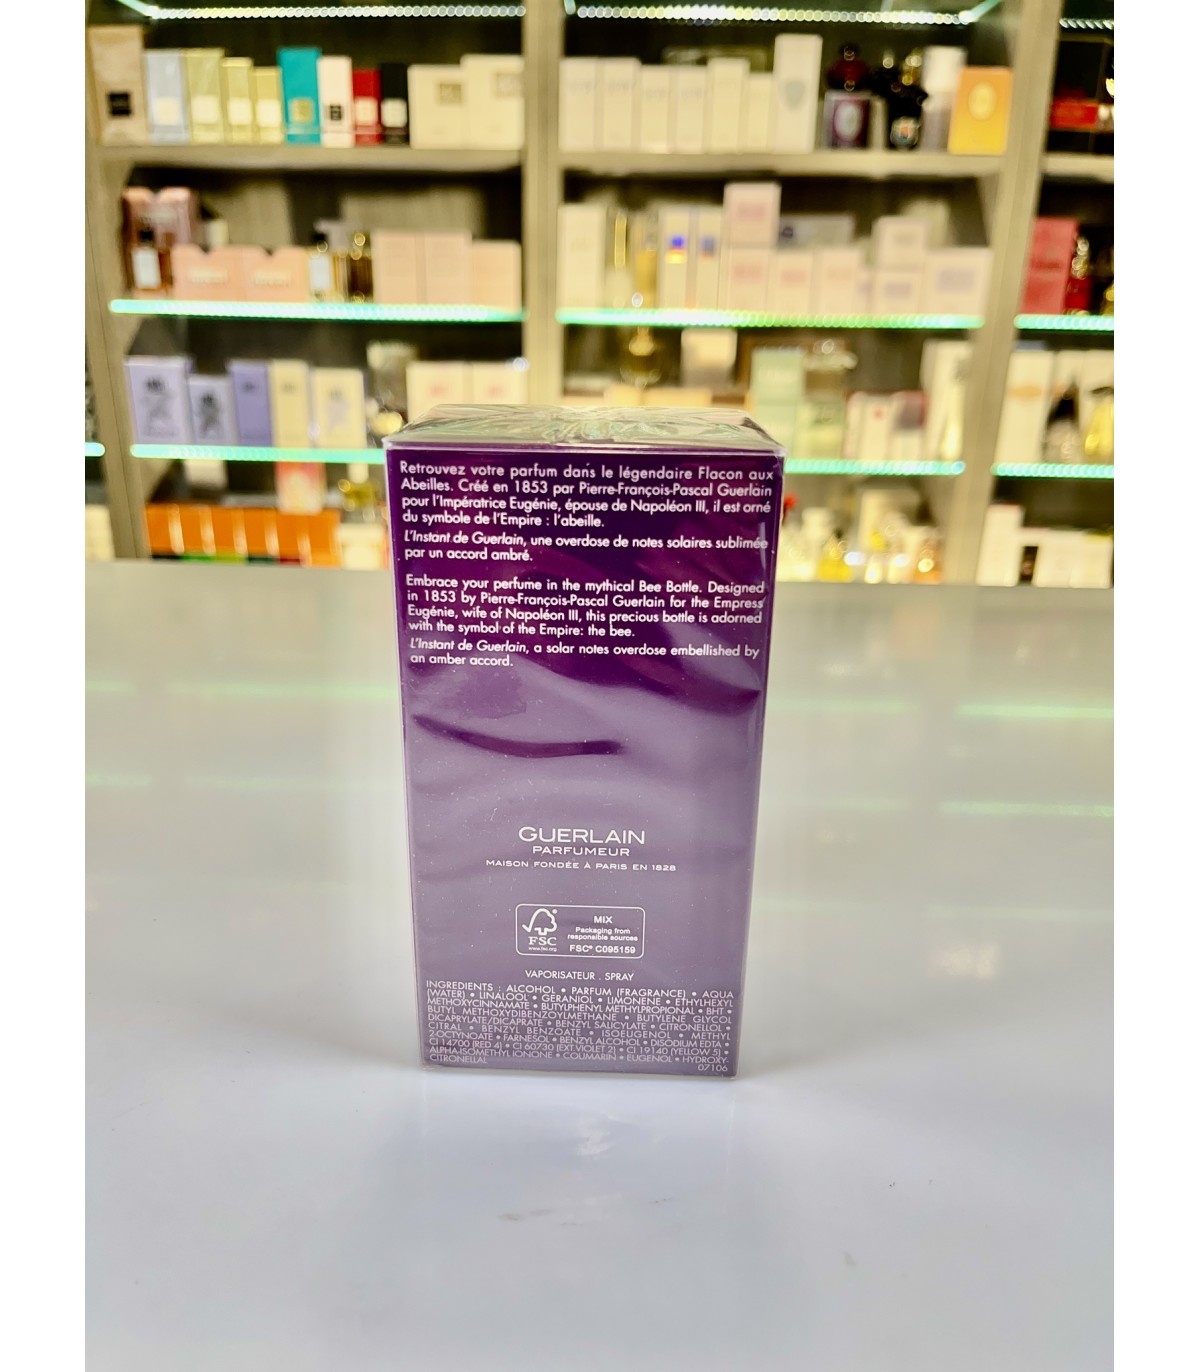 Retrouvez votre parfum dans le légendaire Flacon aux
Abeilles. Créé en 1853 par Pierre-François-Pascal Guerlain
pour l'Impératrice Eugénie, épouse de Napoléon III, il est orné
du symbole de l'Empire : l'abeille.
L'Instant de Guerlain, une overdose de notes solaires sublimée
par un accord ambré.
Embrace your perfume in the mythical Bee Bottle. Designed
in 1853 by Pierre-François-Pascal Guerlain for the Empress
Eugénie, wife of Napoléon III, this precious bottle is adorned
with the symbol of the Empire: the bee.
L'Instant de Guerlain, a solar notes overdose embellished by
an amber accord.
GUERLAIN
PARFUMEUR
MAISON FONDÉE À PARIS EN 1828
FSC
www.fsc.org
MIX
Packaging from
responsible sources
FSC® C095159
VAPORISATEUR . SPRAY
INGREDIENTS : ALCOHOL • PARFUM (FRAGRANCE) • AQUA
(WATER) • LINALOOL • GERANIOL • LIMONENE • ETHYLHEXYL
METHOXYCINNAMATE • BUTYLPHENYL METHYLPROPIONAL • BHT •
BUTYL METHOXYDIBENZOYLMETHANE • BUTYLENE GLYCOL
DICAPRYLATE/DICAPRATE • BENZYL SALICYLATE • CITRONELLOL •
CITRAL • BENZYL BENZOATE • ISOEUGENOL • METHYL
2-OCTYNOATE • FARNESOL • BENZYL ALCOHOL • DISODIUM EDTA •
CI 14700 (RED 4) • CI 60730 (EXT. VIOLET 2) • CI 19140 (YELLOW 5) •
ALPHA-ISOMETHYL IONONE • COUMARIN • EUGENOL • HYDROXY-
CITRONELLAL
07106